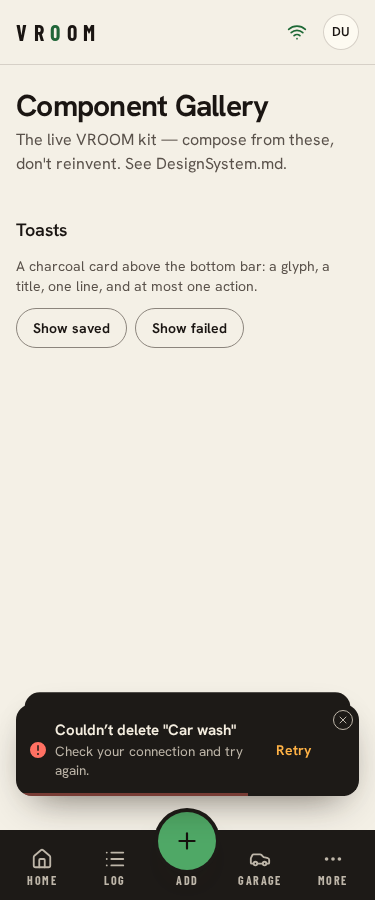 VROOM
DU
Component Gallery
The live VROOM kit — compose from these,
don't reinvent. See DesignSystem.md.
Toasts
A charcoal card above the bottom bar: a glyph, a
title, one line, and at most one action.
Show saved
Show failed
Couldn’t delete "Car wash"
Check your connection and try
again.
Retry
HOME
LOG
ADD
GARAGE
MORE